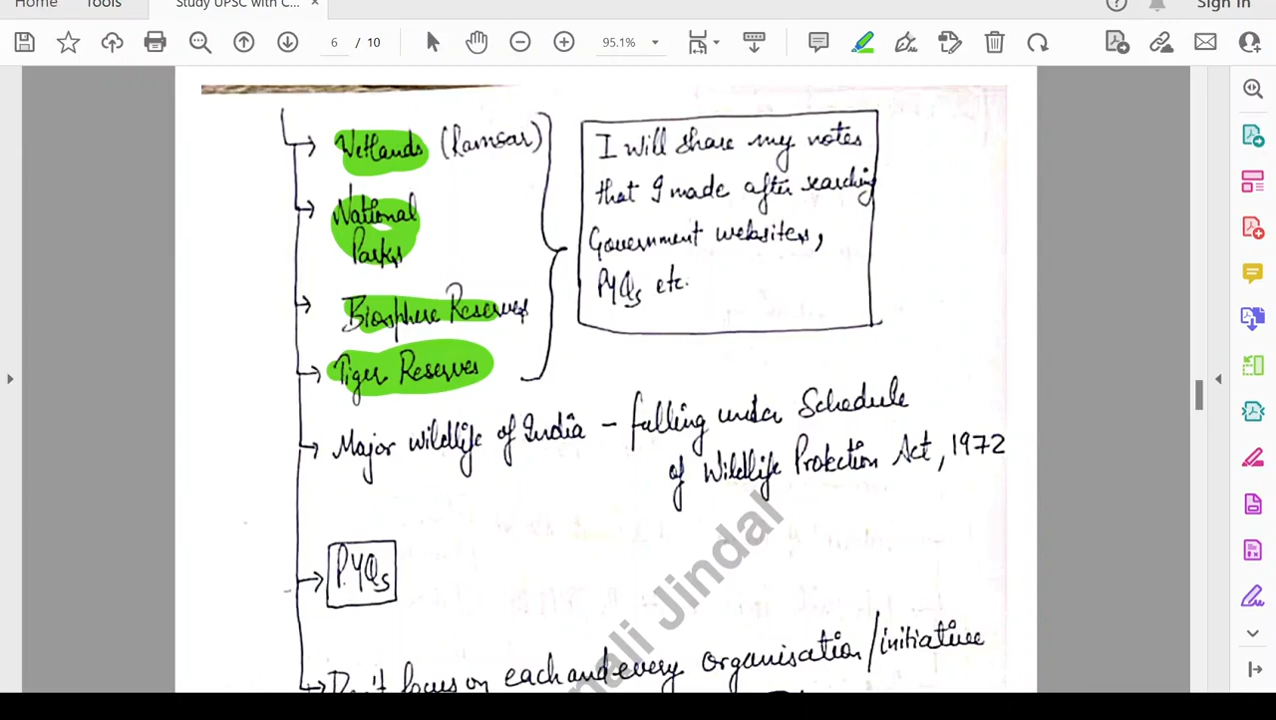 Home
Tools
Study UPSC with C...
×
Sign In
6 / 10
95.1%
Wetlands (Ramsar)
National
Parks
Biosphere Reserves
Tiger Reserves
I will share my notes
that I made after searching
Government websites,
PYQs etc.
Major wildlife of India – falling under Schedule
of Wildlife Protection Act, 1972
PYQs
Don't focus on each and every organisation/initiative
nali Jindal